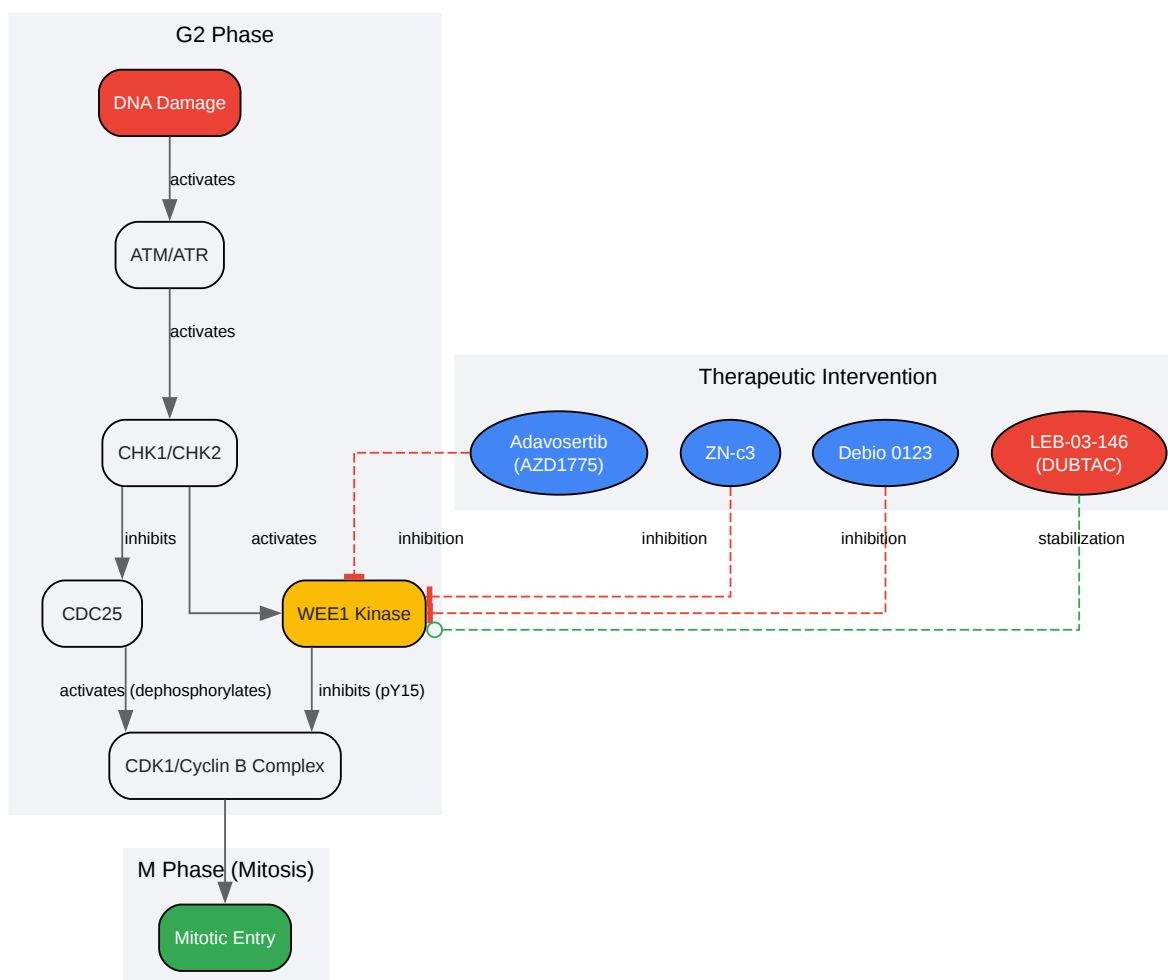 G2 Phase
DNA Damage
activates
ATM/ATR
activates
Therapeutic Intervention
CHK1/CHK2
Adavosertib
(AZD1775)
ZN-c3
Debio 0123
LEB-03-146
(DUBTAC)
inhibits
activates
inhibition
inhibition
inhibition
stabilization
CDC25
WEE1 Kinase
activates (dephosphorylates)
inhibits (pY15)
CDK1/Cyclin B Complex
M Phase (Mitosis)
Mitotic Entry